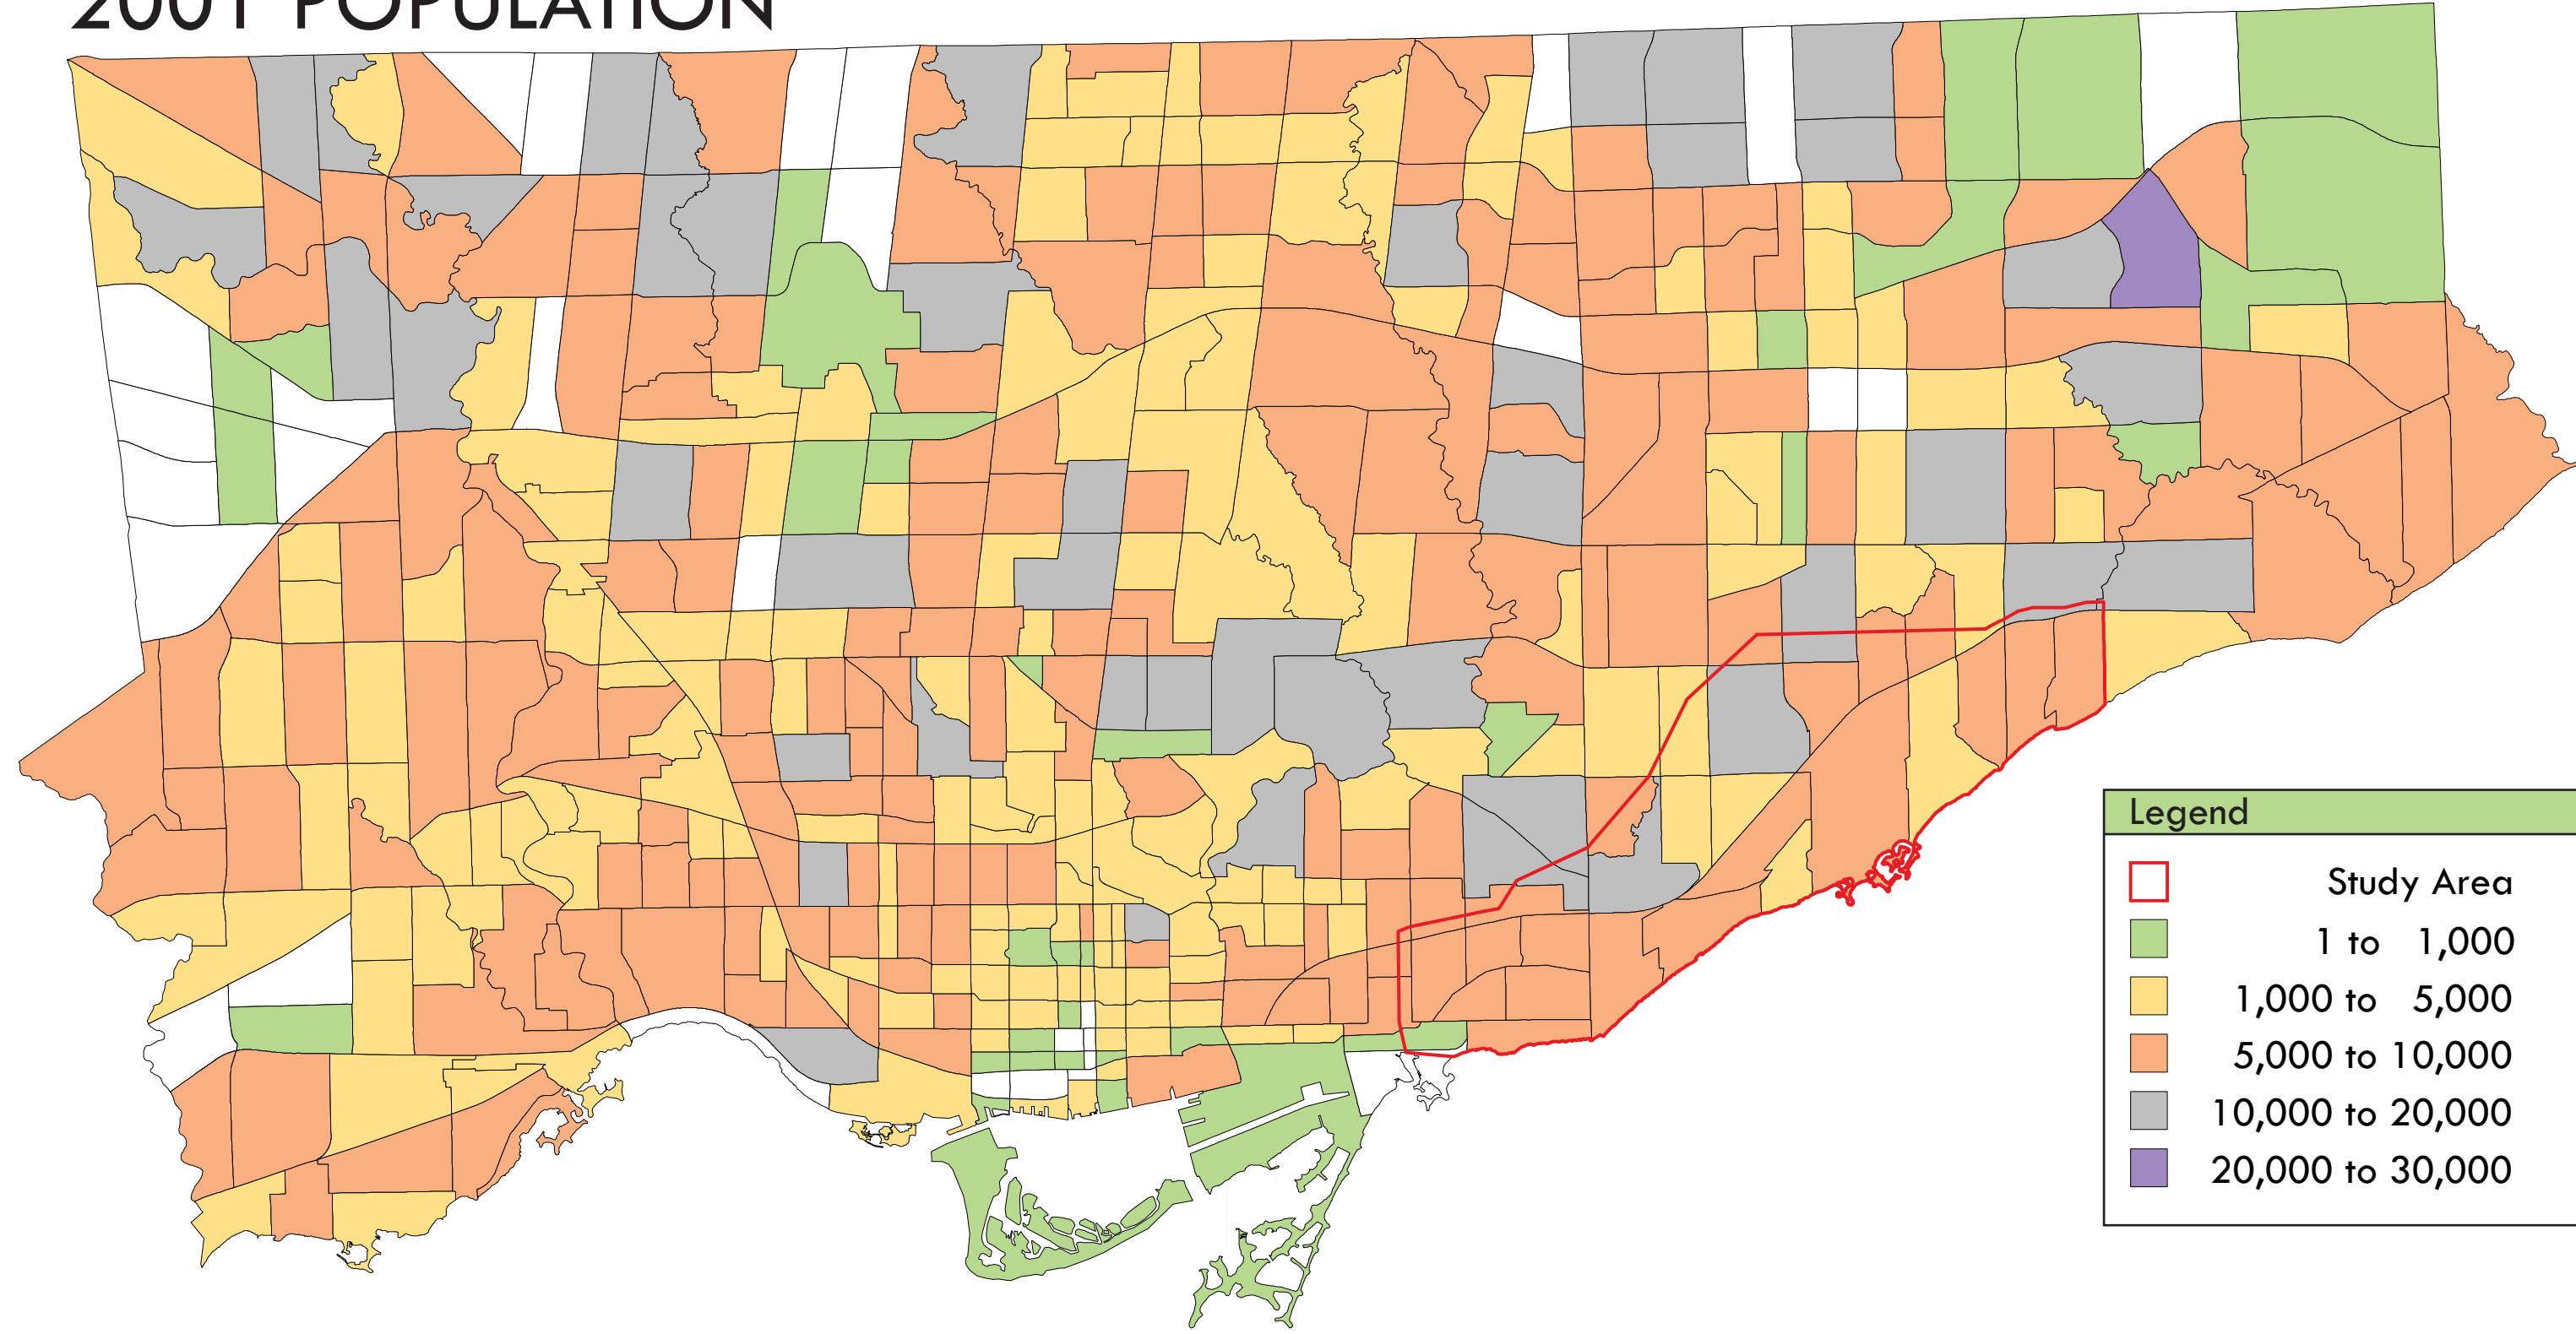 2001 POPULATION
Legend
Study Area
1 to 1,000
1,000 to 5,000
5,000 to 10,000
10,000 to 20,000
20,000 to 30,000